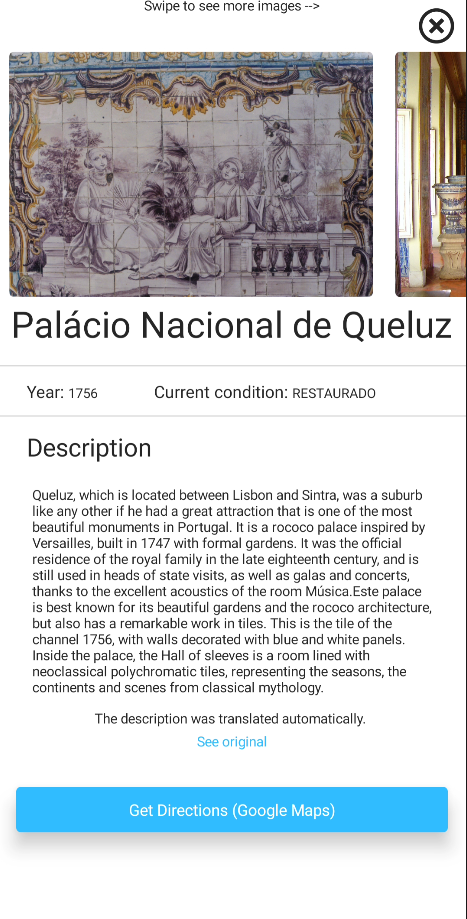 Swipe to see more images -->
Palácio Nacional de Queluz
Year: 1756 Current condition: RESTAURADO
Description
Queluz, which is located between Lisbon and Sintra, was a suburb
like any other if he had a great attraction that is one of the most
beautiful monuments in Portugal. It is a rococo palace inspired by
Versailles, built in 1747 with formal gardens. It was the official
residence of the royal family in the late eighteenth century, and is
still used in heads of state visits, as well as galas and concerts,
thanks to the excellent acoustics of the room Música.Este palace
is best known for its beautiful gardens and the rococo architecture,
but also has a remarkable work in tiles. This is the tile of the
channel 1756, with walls decorated with blue and white panels.
Inside the palace, the Hall of sleeves is a room lined with
neoclassical polychromatic tiles, representing the seasons, the
continents and scenes from classical mythology.
The description was translated automatically.
See original
Get Directions (Google Maps)